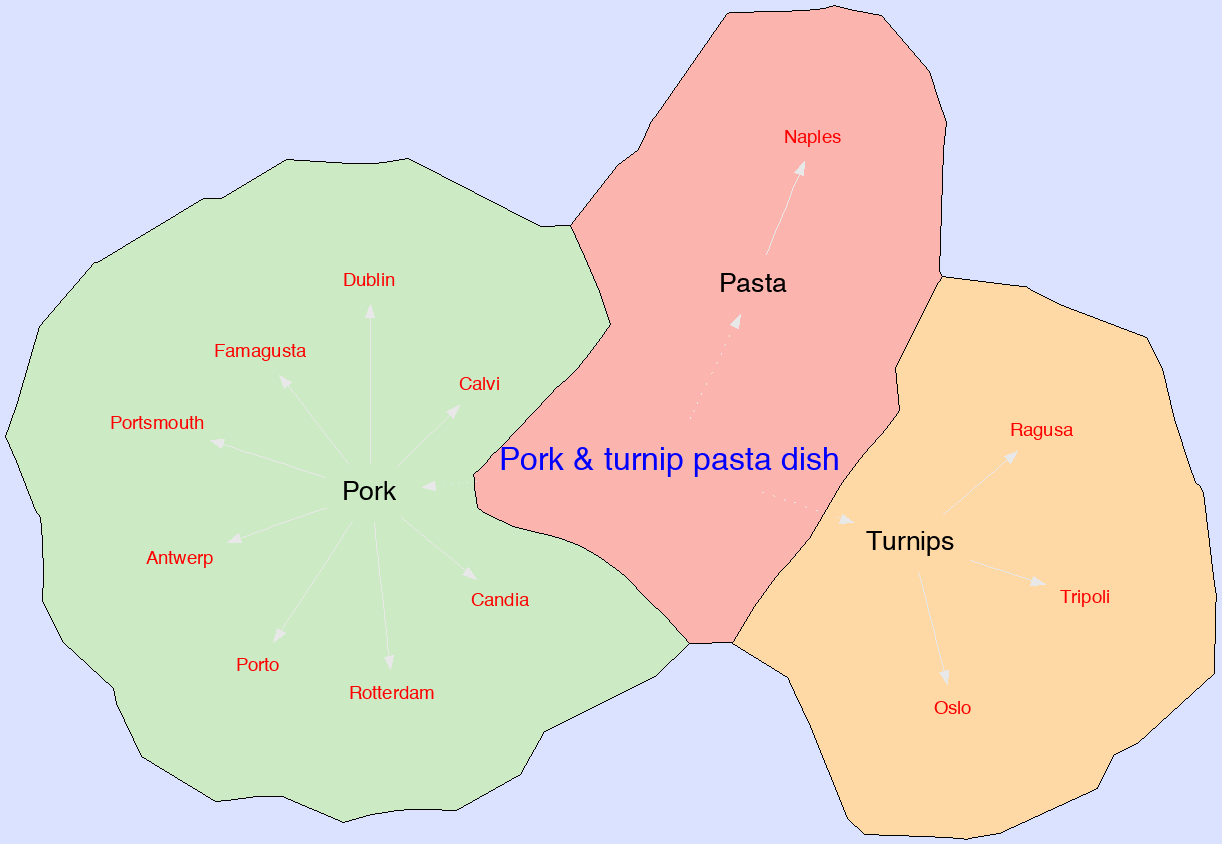 Naples
Dublin
Pasta
Famagusta
Calvi
Portsmouth
Ragusa
Pork & turnip pasta dish
Pork
Turnips
Antwerp
Candia
Tripoli
Porto
Rotterdam
Oslo